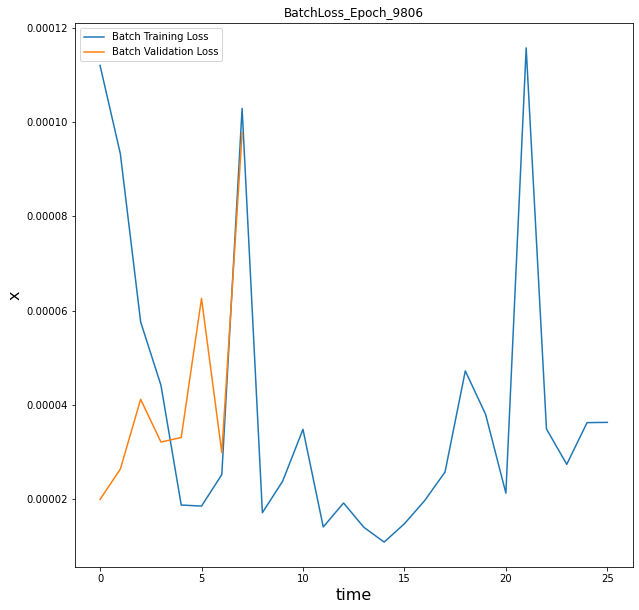 BatchLoss_Epoch_9806
Batch Training Loss
Batch Validation Loss
0.00012
0.00010
0.00008
0.00006
0.00004
0.00002
x
0 5 10 15 20 25
time